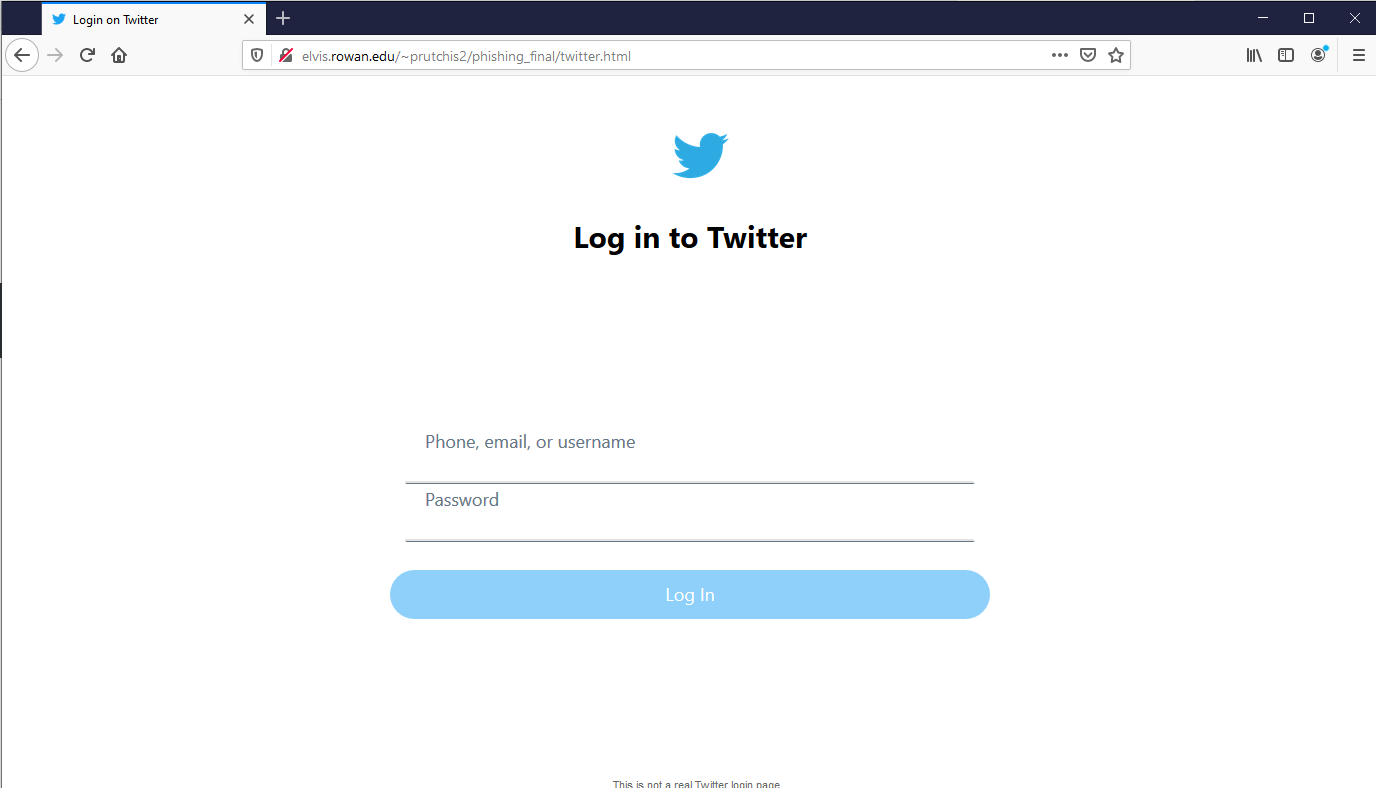 Login on Twitter
elvis.rowan.edu/~prutchis2/phishing_final/twitter.html
Log in to Twitter
Phone, email, or username
Password
Log In
This is not a real Twitter login page